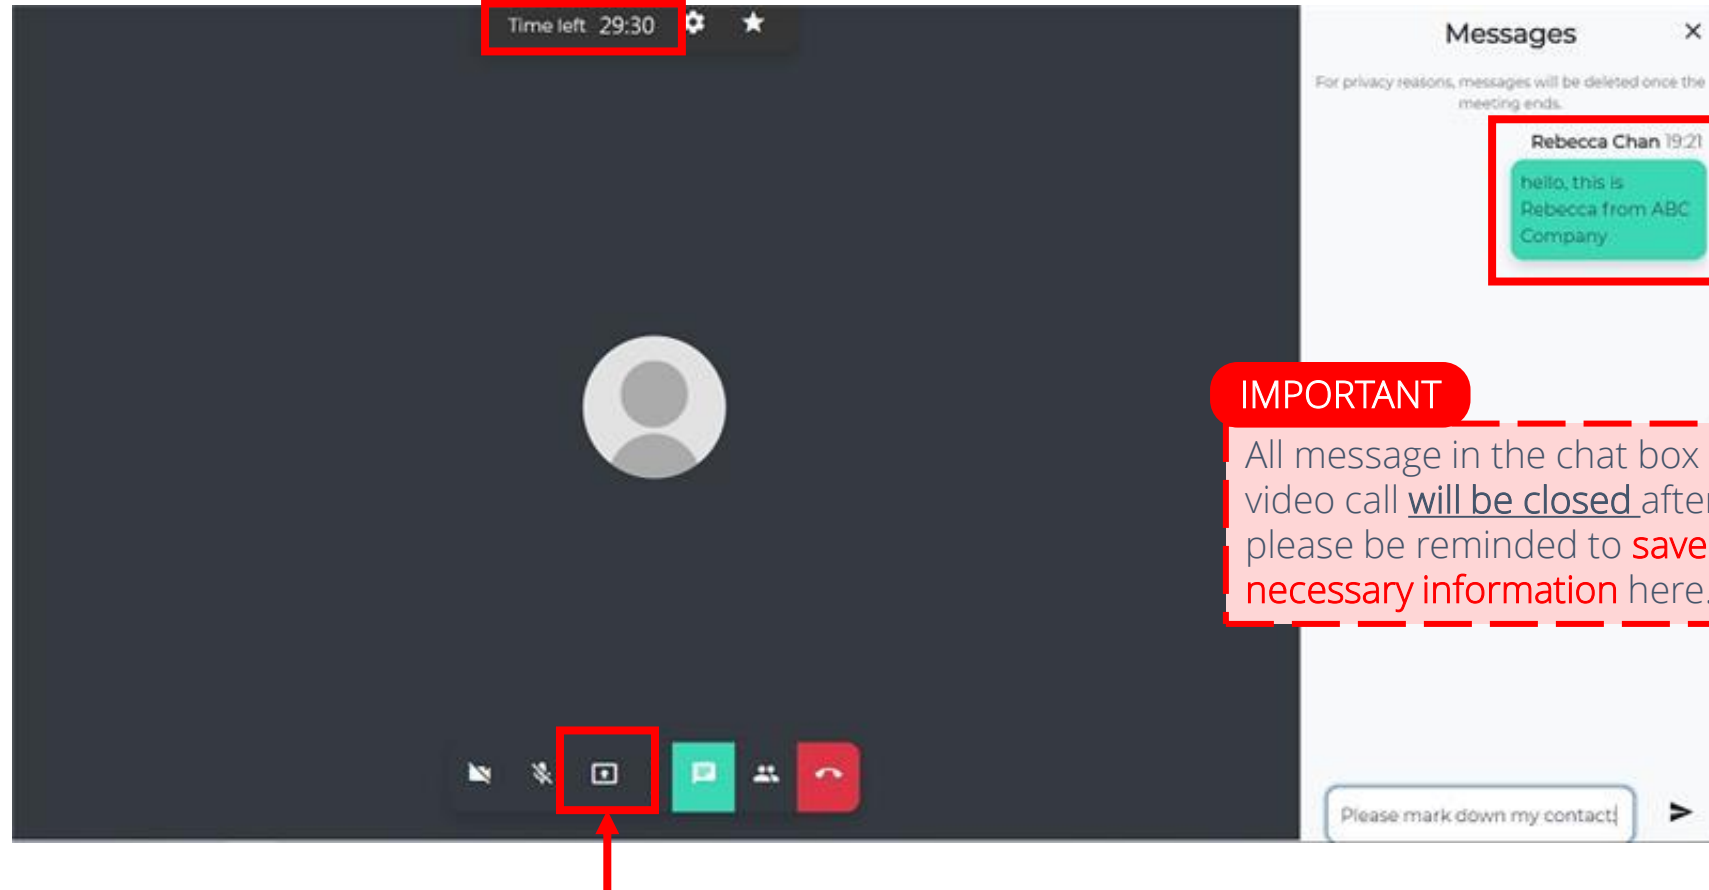 Time left 29:30
Messages
For privacy reasons, messages will be deleted once the
meeting ends.
Rebecca Chan 19:21
hello, this is
Rebecca from ABC
Company
IMPORTANT
All message in the chat box
video call will be closed after
please be reminded to save
necessary information here.
Please mark down my contact: